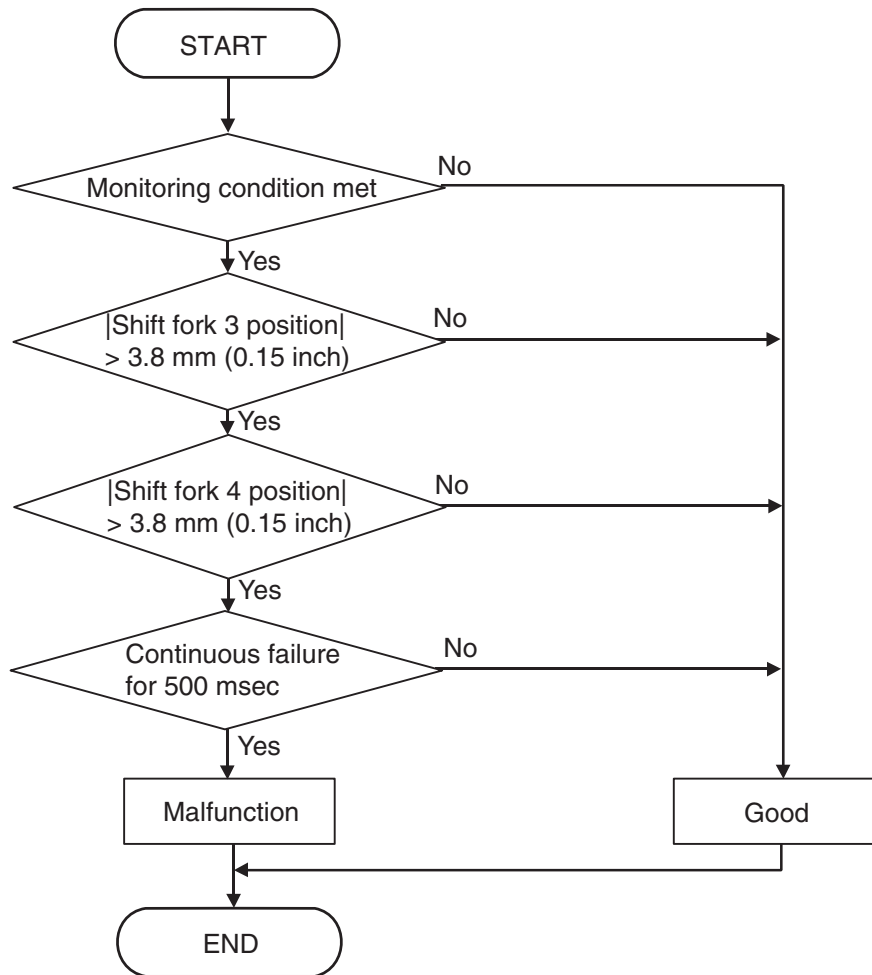 START
Monitoring condition met
No
Yes
|Shift fork 3 position|
> 3.8 mm (0.15 inch)
No
Yes
|Shift fork 4 position|
> 3.8 mm (0.15 inch)
No
Yes
Continuous failure
for 500 msec
No
Yes
Malfunction
Good
END